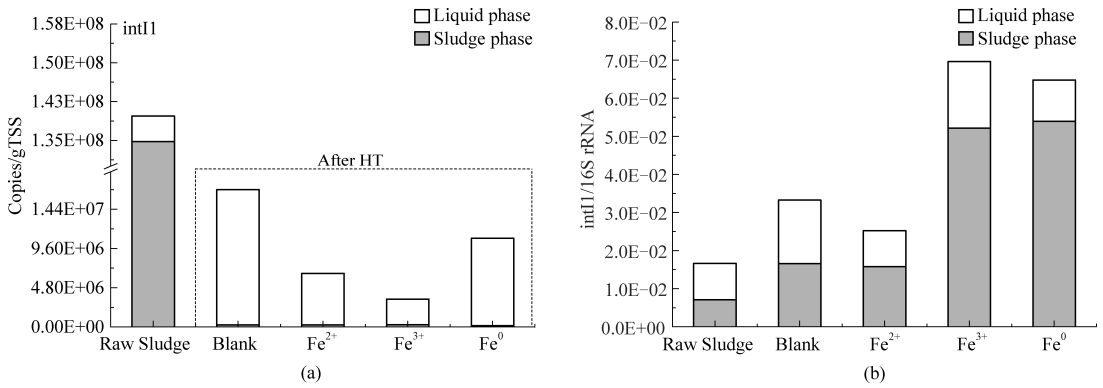 intI1
Liquid phase
Sludge phase
Copies/gTSS
1.58E+08
1.50E+08
1.43E+08
1.35E+08
1.44E+07
9.60E+06
4.80E+06
0.00E+00
After HT
Raw Sludge Blank Fe2+ Fe3+ Fe0
(a)
Liquid phase
Sludge phase
intI1/16S rRNA
8.0E-02
7.0E-02
6.0E-02
5.0E-02
4.0E-02
3.0E-02
2.0E-02
1.0E-02
0.0E+00
Raw Sludge Blank Fe2+ Fe3+ Fe0
(b)